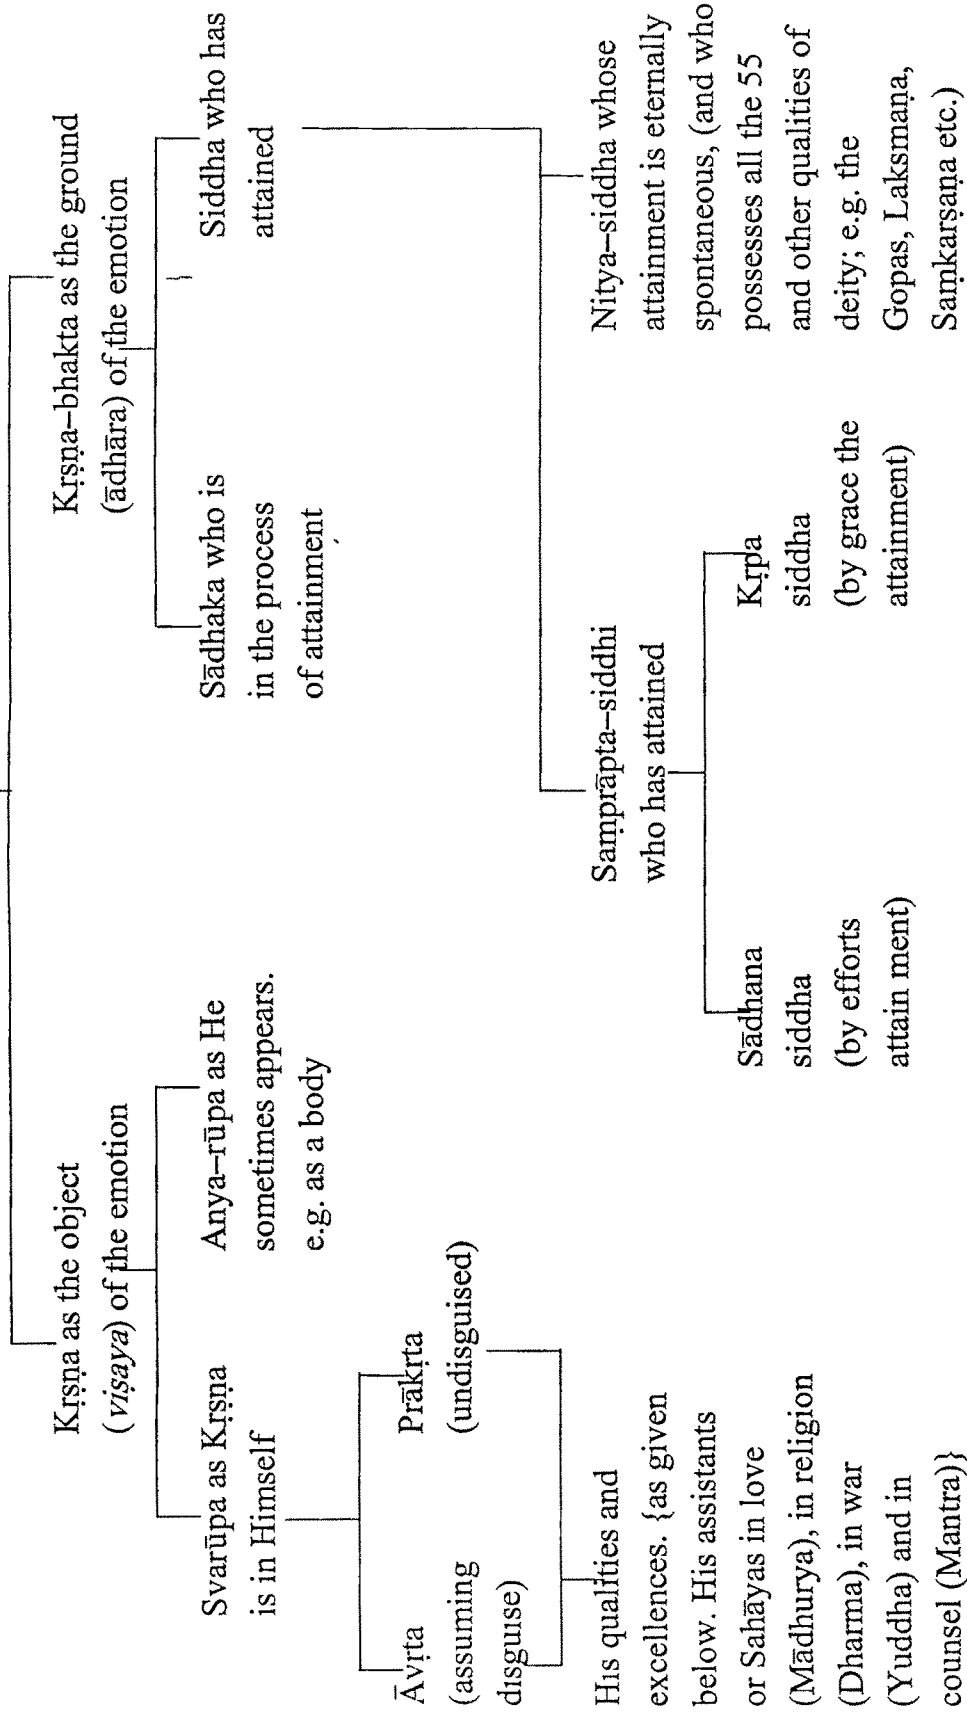 Kṛṣṇa as the object
(viṣaya) of the emotion
Svarūpa as Kṛṣṇa
is in Himself
Āvṛta
(assuming
disguise)
Prākṛta
(undisguised)
His qualities and
excellences. {as given
below. His assistants
or Sahāyas in love
(Mādhurya), in religion
(Dharma), in war
(Yuddha) and in
counsel (Mantra)}
Anya–rūpa as He
sometimes appears.
e.g. as a body
Kṛṣṇa–bhakta as the ground
(ādhāra) of the emotion
Sādhaka who is
in the process
of attainment
Siddha who has
attained
Saṃprāpta–siddhi
who has attained
Sādhana
siddha
(by efforts
attain ment)
Kṛpa
siddha
(by grace the
attainment)
Nitya–siddha whose
attainment is eternally
spontaneous, (and who
possesses all the 55
and other qualities of
deity; e.g. the
Gopas, Laksmaṇa,
Saṃkarṣaṇa etc.)